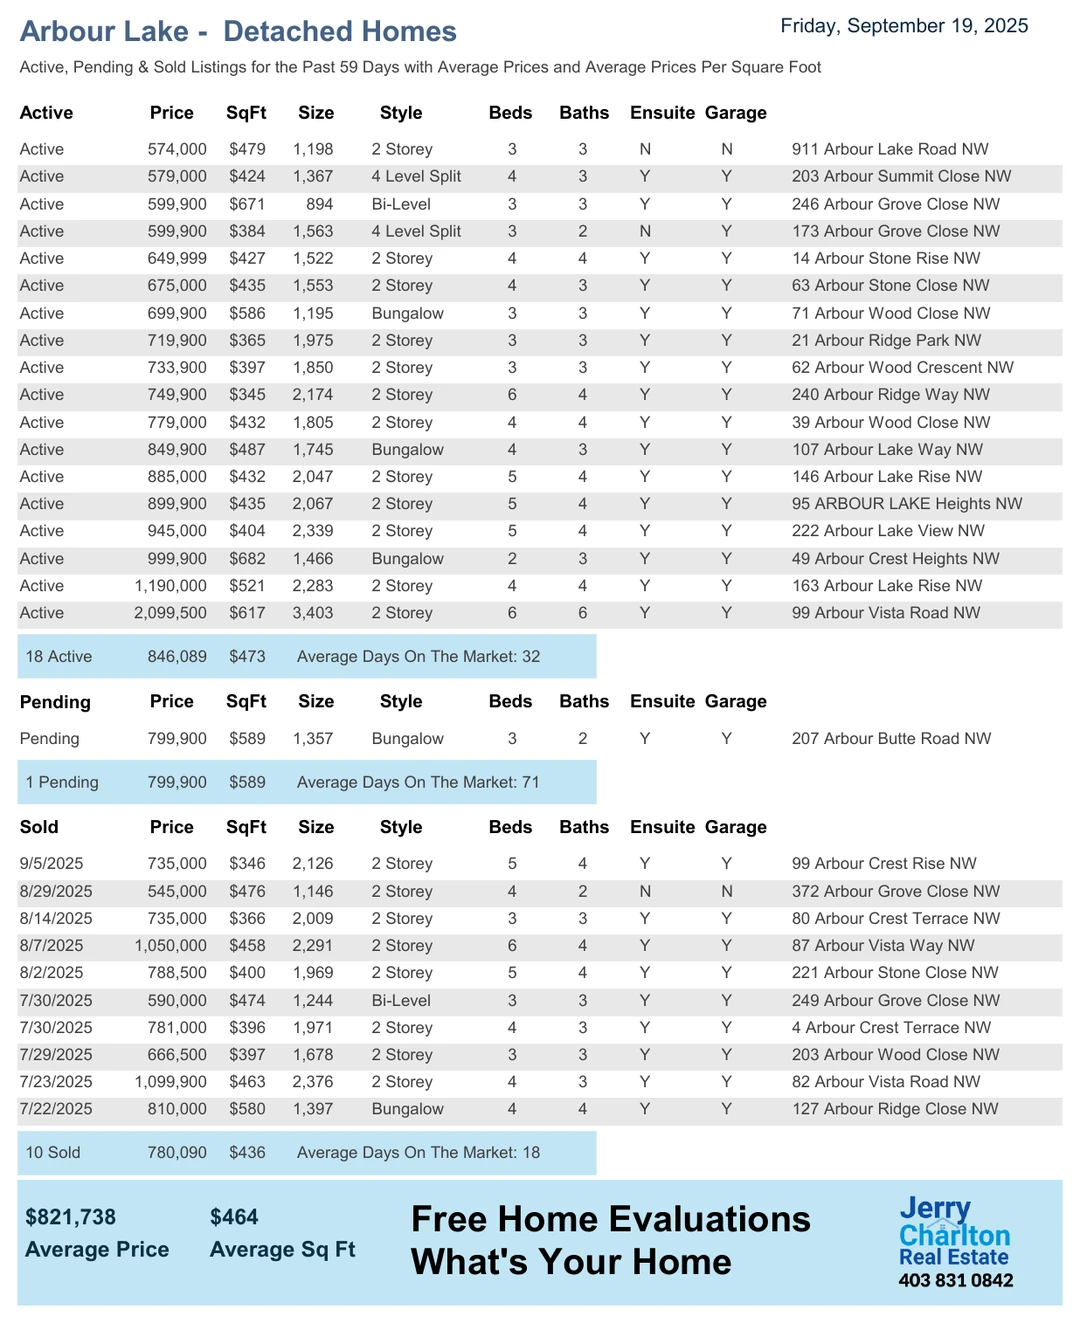 Arbour Lake -  Detached Homes
Friday, September 19, 2025
Active, Pending & Sold Listings for the Past 59 Days with Average Prices and Average Prices Per Square Foot
Active Price SqFt Size Style Beds Baths Ensuite Garage
Active 574,000 $479 1,198 2 Storey 3 3 N N 911 Arbour Lake Road NW
Active 579,000 $424 1,367 4 Level Split 4 3 Y Y 203 Arbour Summit Close NW
Active 599,900 $671 894 Bi-Level 3 3 Y Y 246 Arbour Grove Close NW
Active 599,900 $384 1,563 4 Level Split 3 2 N Y 173 Arbour Grove Close NW
Active 649,999 $427 1,522 2 Storey 4 4 Y Y 14 Arbour Stone Rise NW
Active 675,000 $435 1,553 2 Storey 4 3 Y Y 63 Arbour Stone Close NW
Active 699,900 $586 1,195 Bungalow 3 3 Y Y 71 Arbour Wood Close NW
Active 719,900 $365 1,975 2 Storey 3 3 Y Y 21 Arbour Ridge Park NW
Active 733,900 $397 1,850 2 Storey 3 3 Y Y 62 Arbour Wood Crescent NW
Active 749,900 $345 2,174 2 Storey 6 4 Y Y 240 Arbour Ridge Way NW
Active 779,000 $432 1,805 2 Storey 4 4 Y Y 39 Arbour Wood Close NW
Active 849,900 $487 1,745 Bungalow 4 3 Y Y 107 Arbour Lake Way NW
Active 885,000 $432 2,047 2 Storey 5 4 Y Y 146 Arbour Lake Rise NW
Active 899,900 $435 2,067 2 Storey 5 4 Y Y 95 ARBOUR LAKE Heights NW
Active 945,000 $404 2,339 2 Storey 5 4 Y Y 222 Arbour Lake View NW
Active 999,900 $682 1,466 Bungalow 2 3 Y Y 49 Arbour Crest Heights NW
Active 1,190,000 $521 2,283 2 Storey 4 4 Y Y 163 Arbour Lake Rise NW
Active 2,099,500 $617 3,403 2 Storey 6 6 Y Y 99 Arbour Vista Road NW
18 Active 846,089 $473 Average Days On The Market: 32
Pending Price SqFt Size Style Beds Baths Ensuite Garage
Pending 799,900 $589 1,357 Bungalow 3 2 Y Y 207 Arbour Butte Road NW
1 Pending 799,900 $589 Average Days On The Market: 71
Sold Price SqFt Size Style Beds Baths Ensuite Garage
9/5/2025 735,000 $346 2,126 2 Storey 5 4 Y Y 99 Arbour Crest Rise NW
8/29/2025 545,000 $476 1,146 2 Storey 4 2 N N 372 Arbour Grove Close NW
8/14/2025 735,000 $366 2,009 2 Storey 3 3 Y Y 80 Arbour Crest Terrace NW
8/7/2025 1,050,000 $458 2,291 2 Storey 6 4 Y Y 87 Arbour Vista Way NW
8/2/2025 788,500 $400 1,969 2 Storey 5 4 Y Y 221 Arbour Stone Close NW
7/30/2025 590,000 $474 1,244 Bi-Level 3 3 Y Y 249 Arbour Grove Close NW
7/30/2025 781,000 $396 1,971 2 Storey 4 3 Y Y 4 Arbour Crest Terrace NW
7/29/2025 666,500 $397 1,678 2 Storey 3 3 Y Y 203 Arbour Wood Close NW
7/23/2025 1,099,900 $463 2,376 2 Storey 4 3 Y Y 82 Arbour Vista Road NW
7/22/2025 810,000 $580 1,397 Bungalow 4 4 Y Y 127 Arbour Ridge Close NW
10 Sold 780,090 $436 Average Days On The Market: 18
$821,738 $464
Average Price Average Sq Ft
Free Home Evaluations
What's Your Home
Jerry
Charlton
Real Estate
403 831 0842